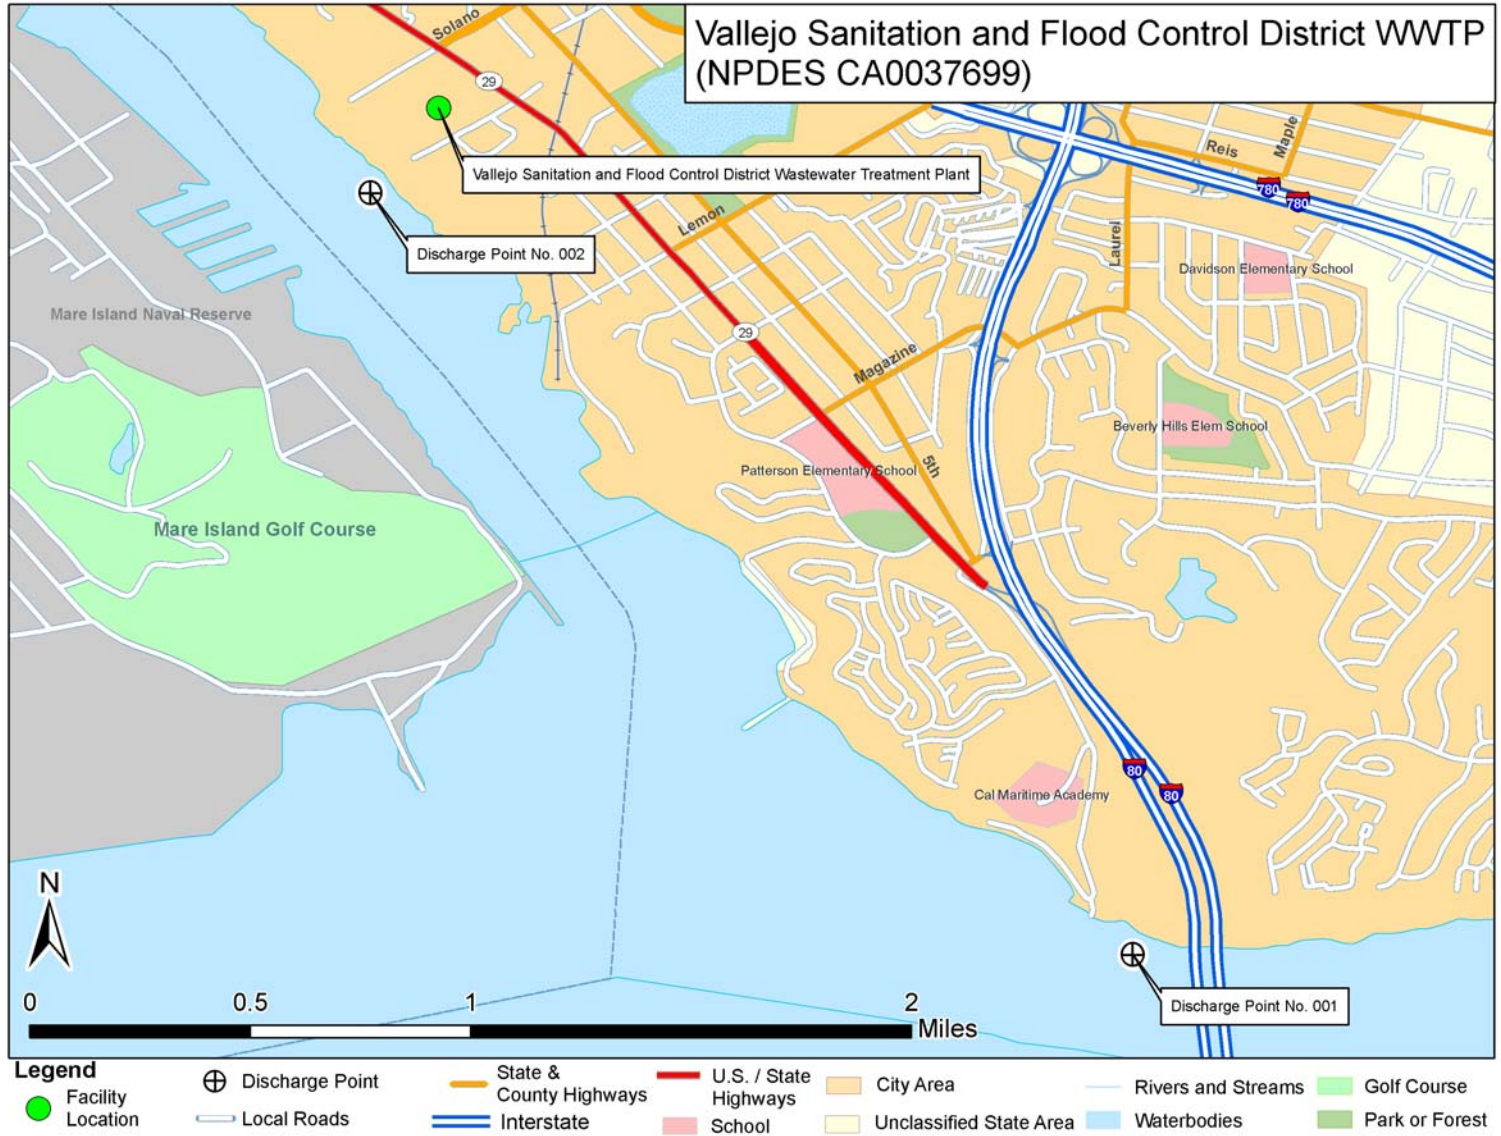 Vallejo Sanitation and Flood Control District WWTP
(NPDES CA0037699)
Solano
29
Vallejo Sanitation and Flood Control District Wastewater Treatment Plant
Reis
Maple
780
780
Lemon
Laurel
Discharge Point No. 002
Davidson Elementary School
Mare Island Naval Reserve
29
Magazine
Beverly Hills Elem School
Patterson Elementary School
5th
Mare Island Golf Course
80
80
Cal Maritime Academy
N
Discharge Point No. 001
0 0.5 1 2
Miles
Legend
Facility
Location
Discharge Point
Local Roads
State &
County Highways
Interstate
U.S. / State
Highways
School
City Area
Unclassified State Area
Rivers and Streams
Waterbodies
Golf Course
Park or Forest